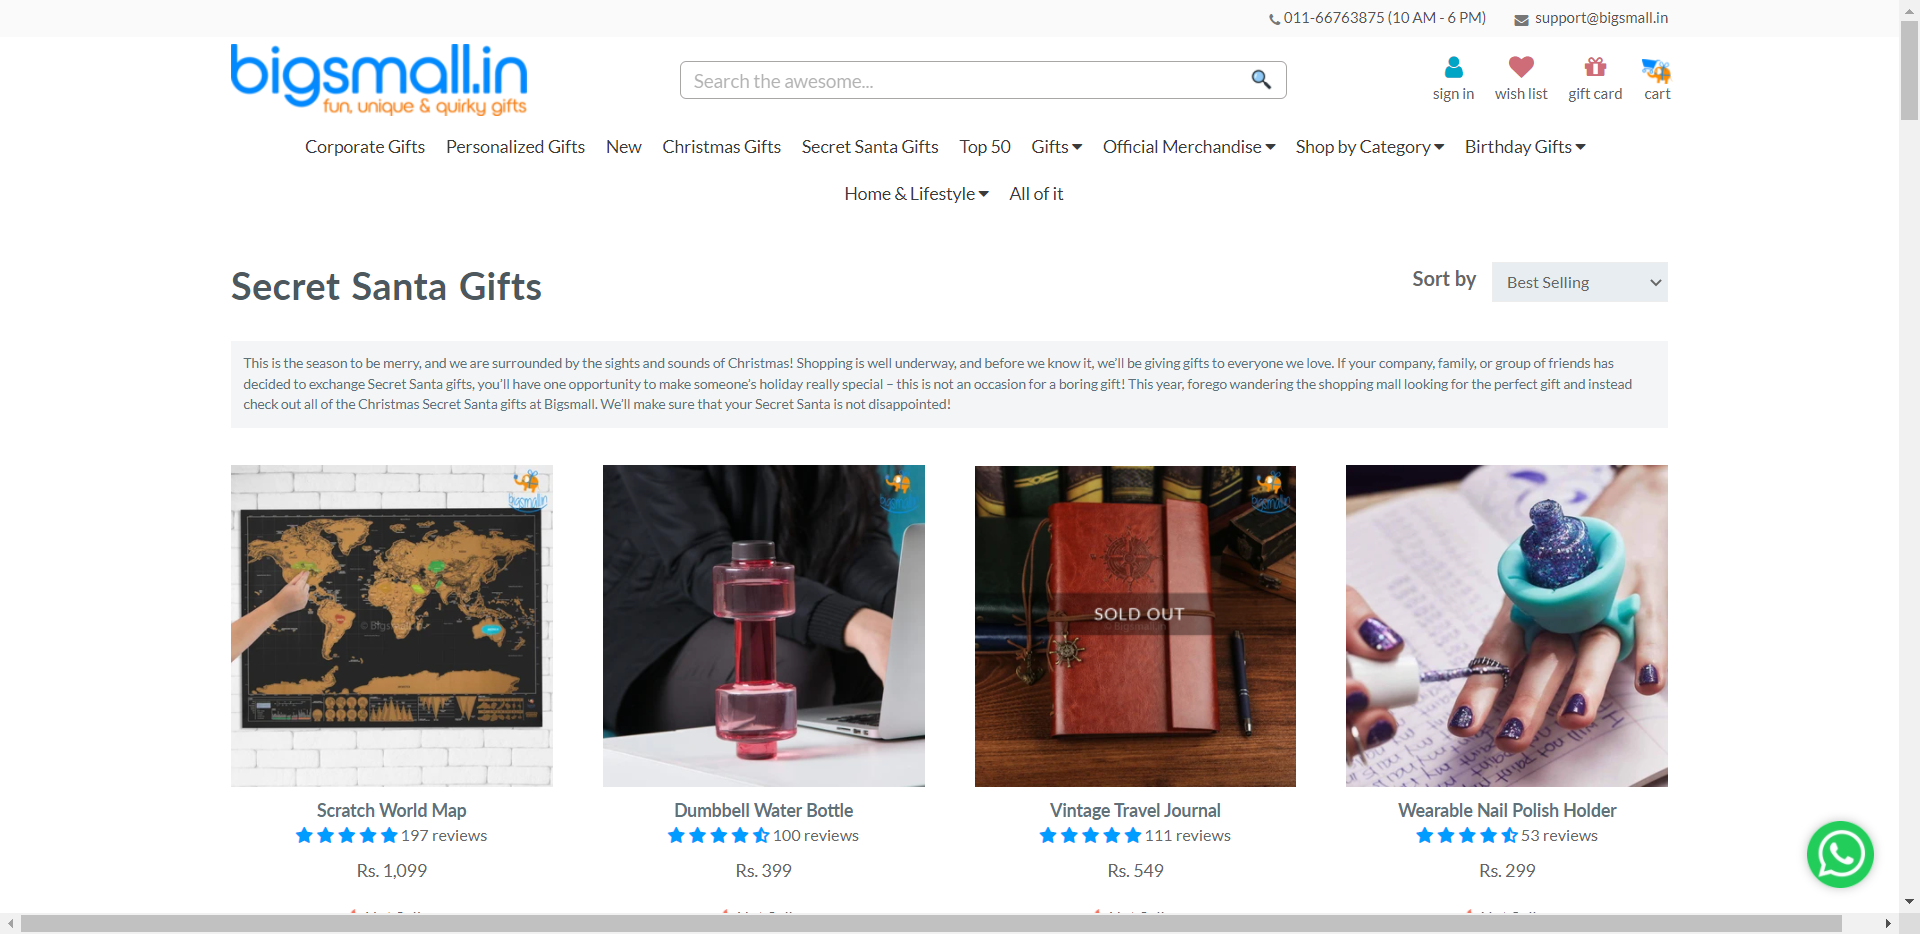 011-66763875 (10 AM - 6 PM) support@bigsmall.in
bigsmall.in
fun, unique & quirky gifts
Search the awesome...
sign in wish list gift card cart
Corporate Gifts Personalized Gifts New Christmas Gifts Secret Santa Gifts Top 50 Gifts Official Merchandise Shop by Category Birthday Gifts
Home & Lifestyle All of it
Secret Santa Gifts
Sort by Best Selling
This is the season to be merry, and we are surrounded by the sights and sounds of Christmas! Shopping is well underway, and before we know it, we'll be giving gifts to everyone we love. If your company, family, or group of friends has
decided to exchange Secret Santa gifts, you'll have one opportunity to make someone's holiday really special – this is not an occasion for a boring gift! This year, forego wandering the shopping mall looking for the perfect gift and instead
check out all of the Christmas Secret Santa gifts at Bigsmall. We'll make sure that your Secret Santa is not disappointed!
bigsmall.in
bigsmall.in
bigsmall.in
SOLD OUT
Scratch World Map
197 reviews
Rs. 1,099
Dumbbell Water Bottle
100 reviews
Rs. 399
Vintage Travel Journal
111 reviews
Rs. 549
Wearable Nail Polish Holder
53 reviews
Rs. 299